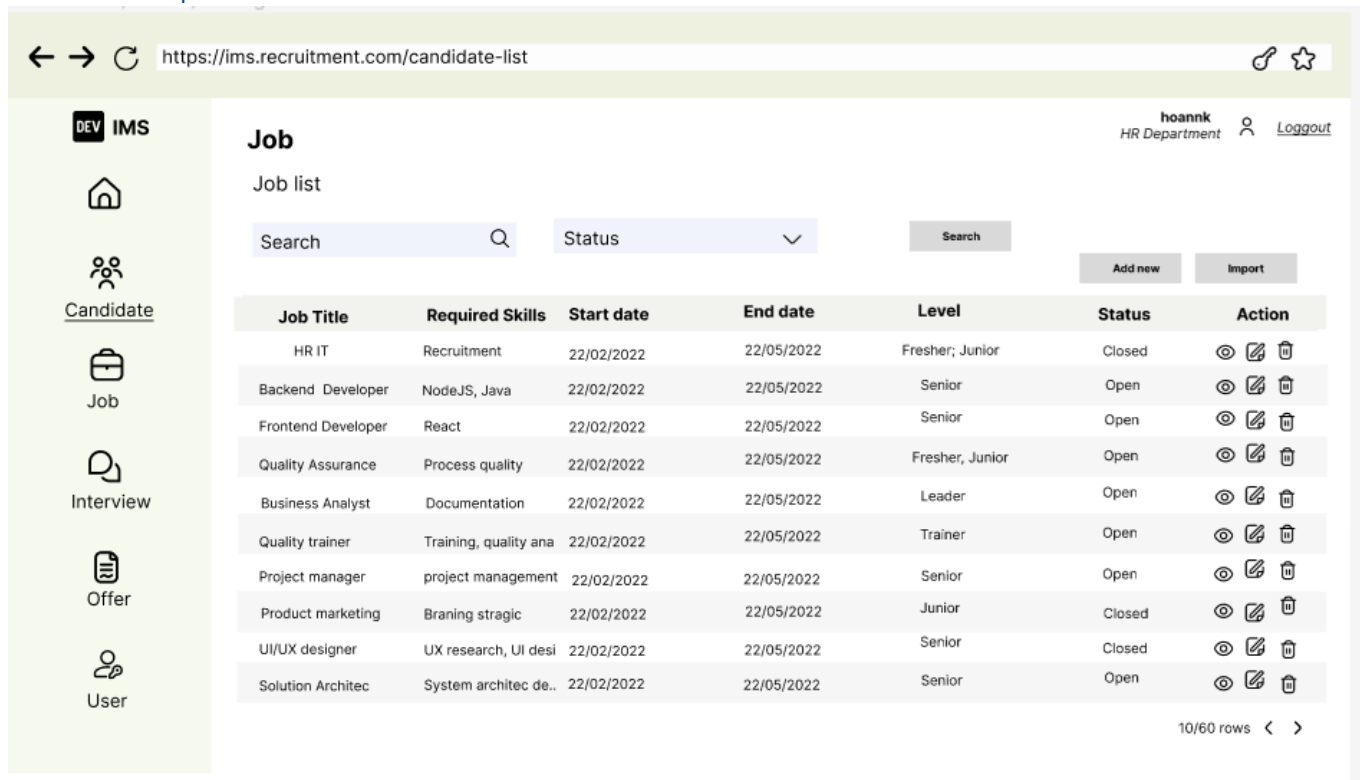 https://ims.recruitment.com/candidate-list
DEV IMS
hoannk
HR Department
Loggout
Job
Job list
Search
Status
Search
Add new
Import
Candidate
Job
Interview
Offer
User
Job Title Required Skills Start date End date Level Status Action
HR IT Recruitment 22/02/2022 22/05/2022 Fresher; Junior Closed
Backend Developer NodeJS, Java 22/02/2022 22/05/2022 Senior Open
Frontend Developer React 22/02/2022 22/05/2022 Senior Open
Quality Assurance Process quality 22/02/2022 22/05/2022 Fresher, Junior Open
Business Analyst Documentation 22/02/2022 22/05/2022 Leader Open
Quality trainer Training, quality ana 22/02/2022 22/05/2022 Trainer Open
Project manager project management 22/02/2022 22/05/2022 Senior Open
Product marketing Braning stragic 22/02/2022 22/05/2022 Junior Closed
UI/UX designer UX research, UI desi 22/02/2022 22/05/2022 Senior Closed
Solution Architec System architec de.. 22/02/2022 22/05/2022 Senior Open
10/60 rows